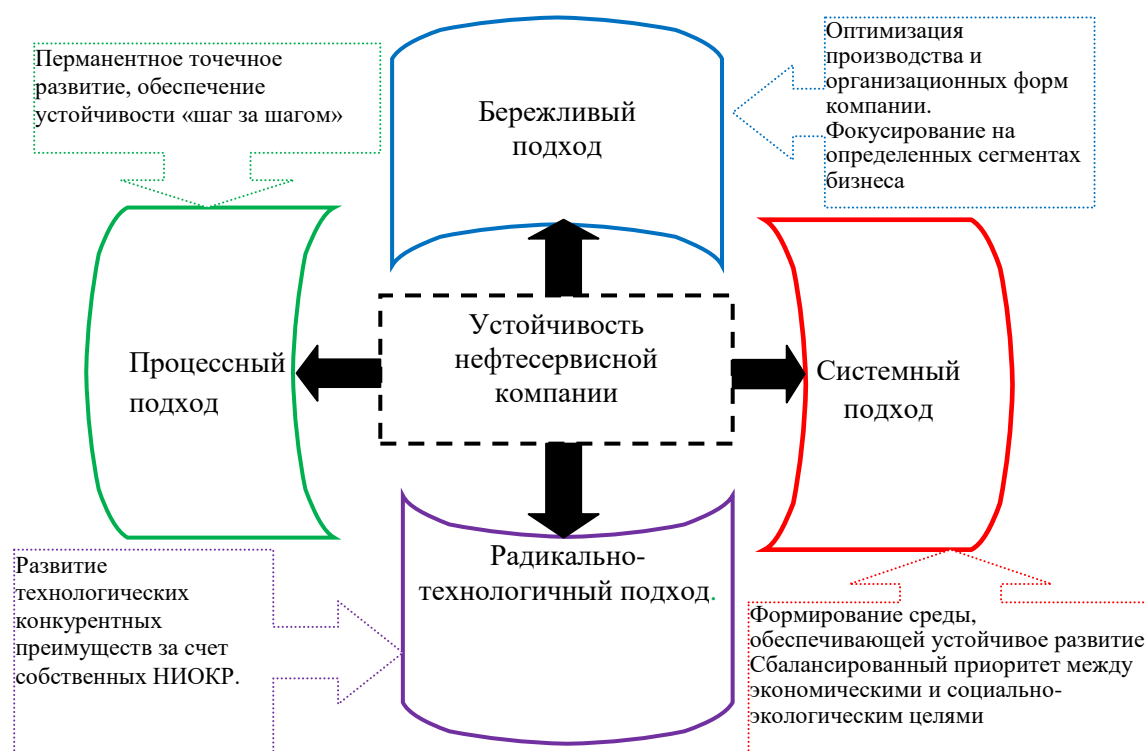 Перманентное точечное
развитие, обеспечение
устойчивости «шаг за шагом»
Бережливый
подход
Оптимизация
производства и
организационных форм
компании.
Фокусирование на
определенных сегментах
бизнеса
Процессный
подход
Устойчивость
нефтесервисной
компании
Системный
подход
Развитие
технологических
конкурентных
преимуществ за счет
собственных НИОКР.
Радикально-
технологичный подход.
Формирование среды,
обеспечивающей устойчивое развитие
Сбалансированный приоритет между
экономическими и социально-
экологическим целями